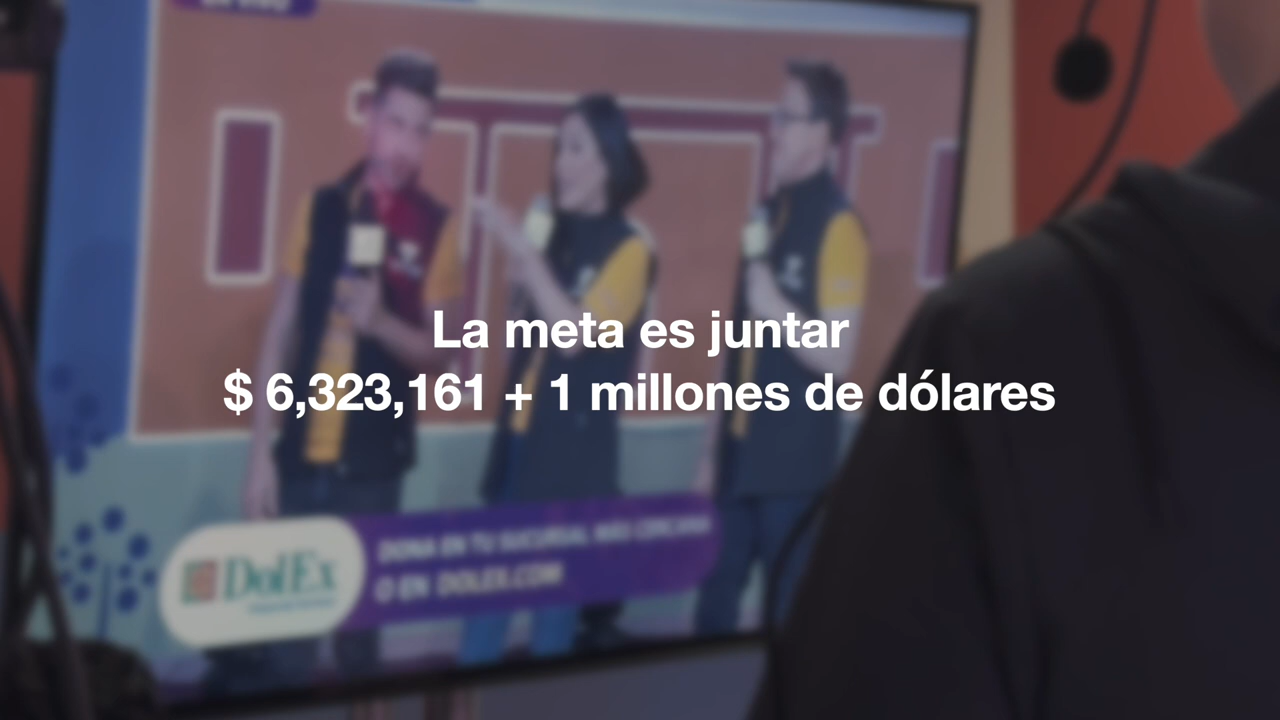 La meta es juntar
$ 6,323,161 + 1 millones de dólares
DolEx
DONA EN TU SUCURSAL MÁS CERCANA
O EN DOLEX.COM